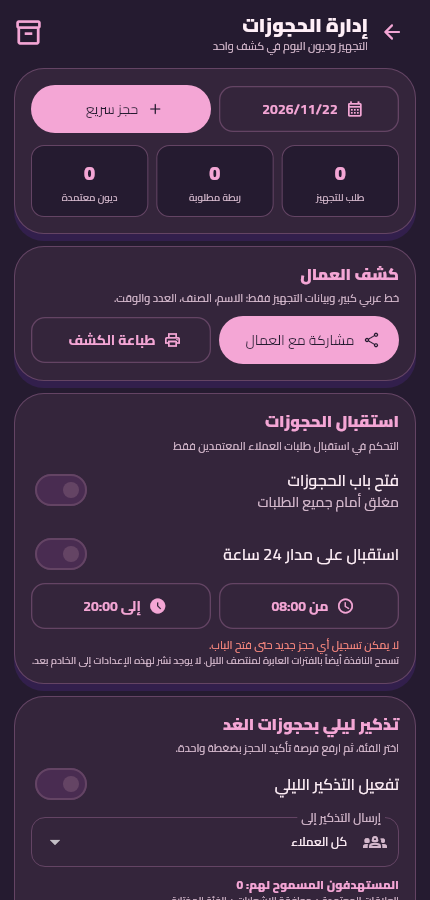 إدارة الحجوزات
التجهيز وديون اليوم في كشف واحد
2026/11/22
حجز سريع
0
طلب للتجهيز
0
ربطة مطلوبة
0
ديون معتمدة
كشف العمال
خط عربي كبير، وبيانات التجهيز فقط: الاسم، الصنف، العدد والوقت.
مشاركة مع العمال
طباعة الكشف
استقبال الحجوزات
التحكم في استقبال طلبات العملاء المعتمدين فقط
فتح باب الحجوزات
مغلق أمام جميع الطلبات
استقبال على مدار 24 ساعة
من 08:00
إلى 20:00
لا يمكن تسجيل أي حجز جديد حتى فتح الباب.
تسمح النافذة أيضاً بالفترات العابرة لمنتصف الليل. لا يوجد نشر لهذه الإعدادات إلى الخادم بعد.
تذكير ليلي بحجوزات الغد
اختر الفئة، ثم ارفع فرصة تأكيد الحجز بضغطة واحدة.
تفعيل التذكير الليلي
إرسال التذكير إلى
كل العملاء
المستهدفون المسموح لهم: 0